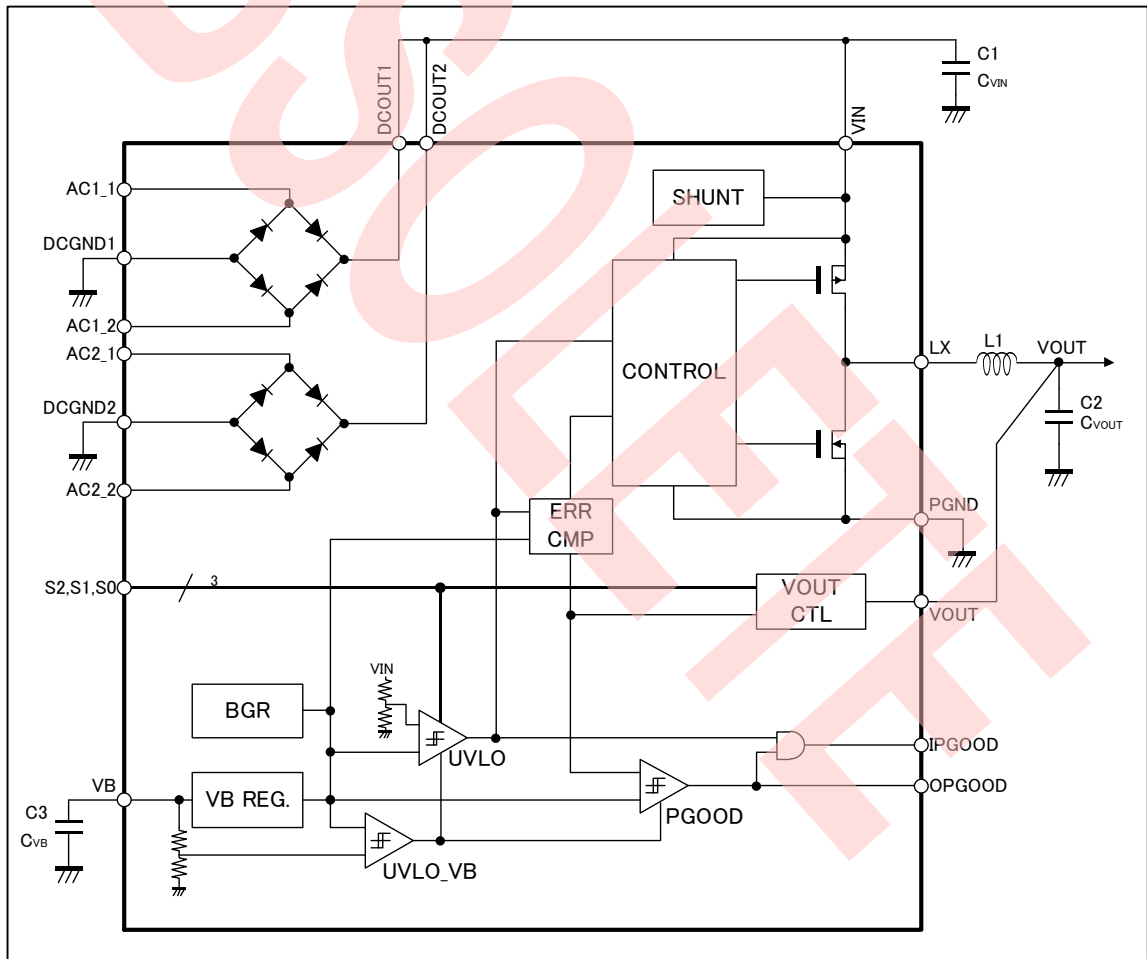 DCOUT1
DCOUT2
VIN
C1
CVIN
SHUNT
AC1_1
DCGND1
AC1_2
AC2_1
DCGND2
AC2_2
CONTROL
LX
L1
VOUT
C2
CVOUT
PGND
ERR
CMP
S2,S1,S0
3
VOUT
CTL
VOUT
VIN
BGR
UVLO
IPGOOD
OPGOOD
PGOOD
VB
VB REG.
C3
CVB
UVLO_VB
OBSOLETE